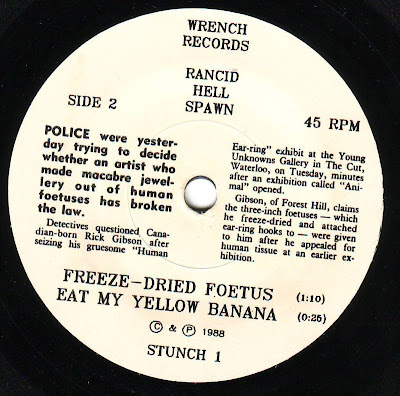 WRENCH
RECORDS
RANCID
HELL
SPAWN
SIDE 2
45 RPM
POLICE were yester-
day trying to decide
whether an artist who
made macabre jewel-
lery out of human
foetuses has broken
the law.
Detectives questioned Cana-
dian-born Rick Gibson after
seizing his gruesome "Human
Ear-ring" exhibit at the Young
Unknowns Gallery in The Cut,
Waterloo, on Tuesday, minutes
after an exhibition called "Ani-
mal" opened.
Gibson, of Forest Hill, claims
the three-inch foetuses — which
he freeze-dried and attached
ear-ring hooks to — were given
to him after he appealed for
human tissue at an earlier ex-
hibition.
FREEZE-DRIED FOETUS (1:10)
EAT MY YELLOW BANANA (0:25)
© & ℗ 1988
STUNCH 1